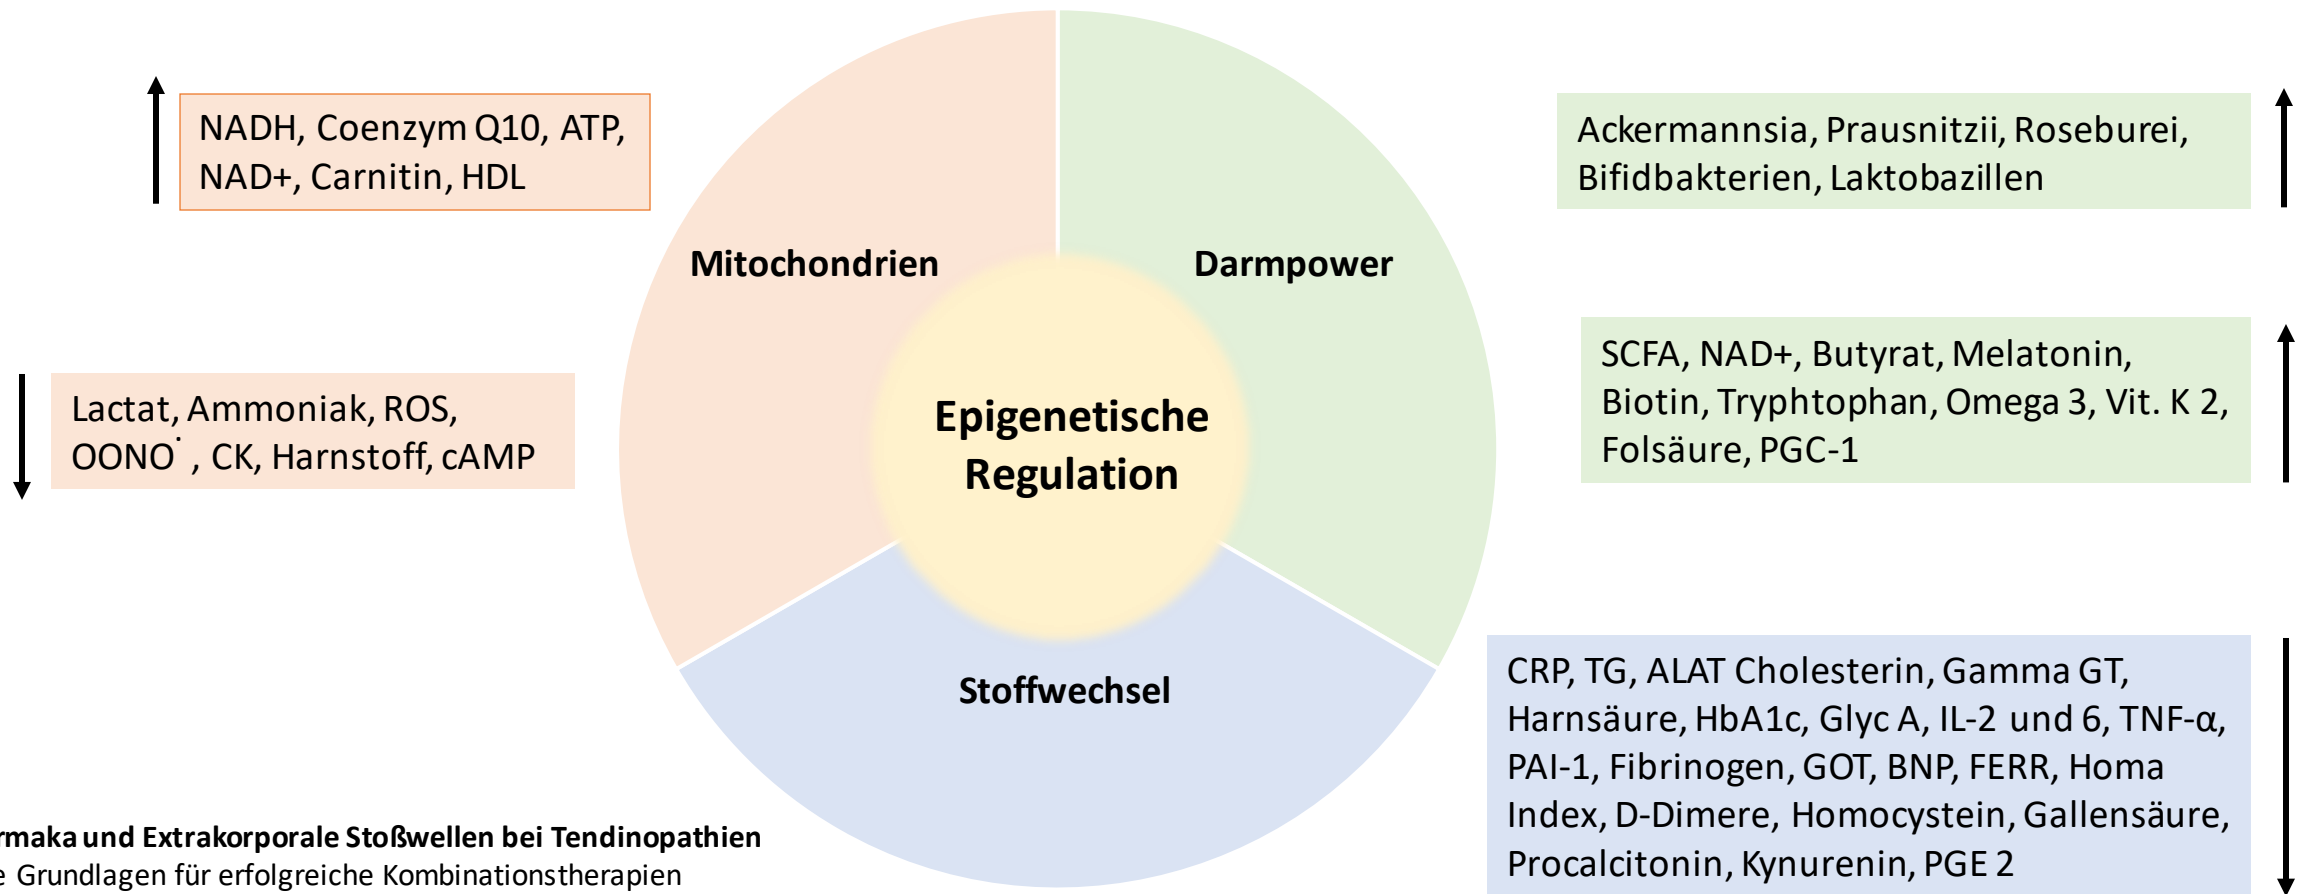 NADH, Coenzym Q10, ATP,
NAD+, Carnitin, HDL
Lactat, Ammoniak, ROS,
OONO˙ , CK, Harnstoff, cAMP
Mitochondrien
Darmpower
Epigenetische
Regulation
Stoffwechsel
Ackermannsia, Prausnitzii, Roseburei,
Bifidbakterien, Laktobazillen
SCFA, NAD+, Butyrat, Melatonin,
Biotin, Tryphtophan, Omega 3, Vit. K 2,
Folsäure, PGC-1
CRP, TG, ALAT Cholesterin, Gamma GT,
Harnsäure, HbA1c, Glyc A, IL-2 und 6, TNF-α,
PAI-1, Fibrinogen, GOT, BNP, FERR, Homa
Index, D-Dimere, Homocystein, Gallensäure,
Procalcitonin, Kynurenin, PGE 2
rmaka und Extrakorporale Stoßwellen bei Tendinopathien
e Grundlagen für erfolgreiche Kombinationstherapien